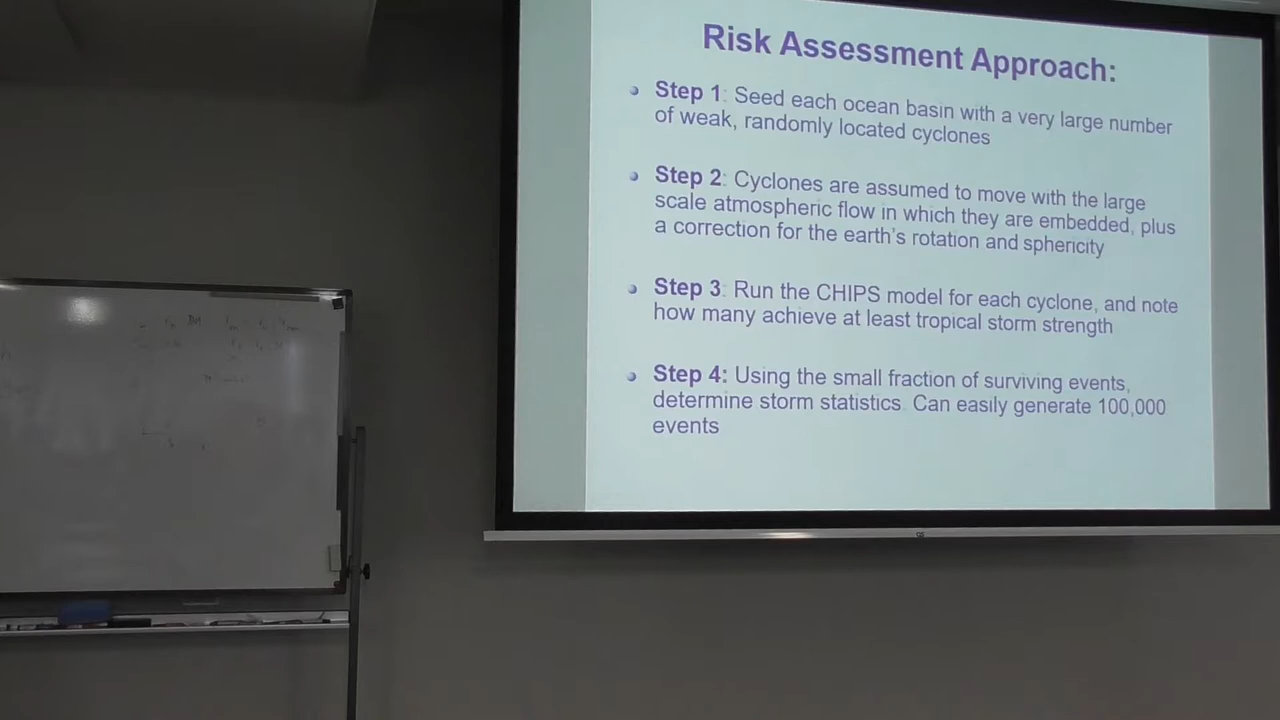 Risk Assessment Approach:
Step 1: Seed each ocean basin with a very large number
of weak, randomly located cyclones
Step 2: Cyclones are assumed to move with the large
scale atmospheric flow in which they are embedded, plus
a correction for the earth's rotation and sphericity
Step 3: Run the CHIPS model for each cyclone, and note
how many achieve at least tropical storm strength
Step 4: Using the small fraction of surviving events,
determine storm statistics. Can easily generate 100,000
events